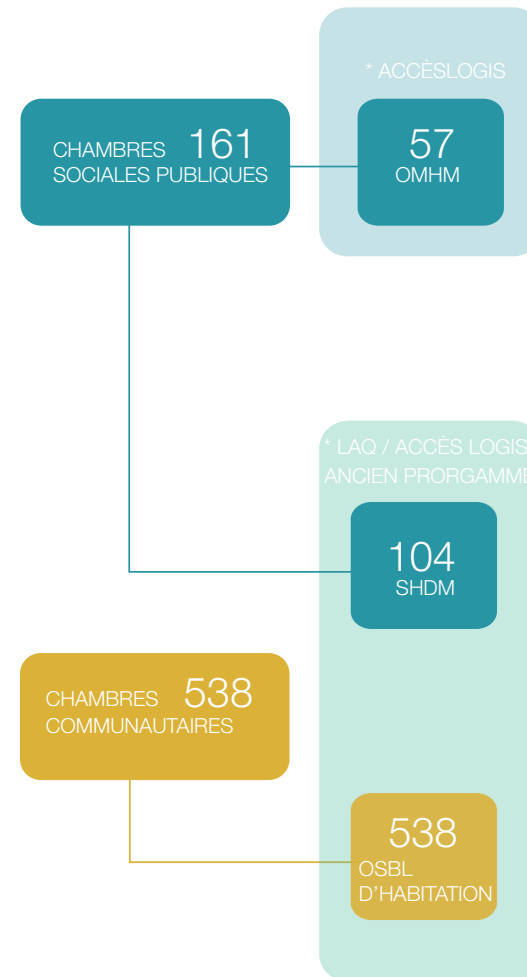 * ACCÈSLOGIS
CHAMBRES 161
SOCIALES PUBLIQUES
57
OMHM
* LAQ / ACCÈS LOGIS
ANCIEN PRORGAMME
104
SHDM
CHAMBRES 538
COMMUNAUTAIRES
538
OSBL
D'HABITATION